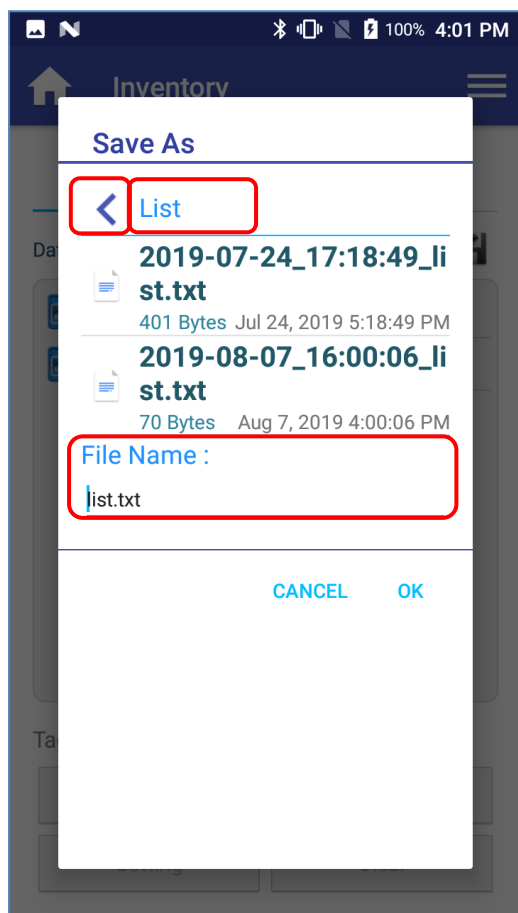 100% 4:01 PM
Inventory
Save As
List
2019-07-24_17:18:49_li
st.txt
401 Bytes Jul 24, 2019 5:18:49 PM
2019-08-07_16:00:06_li
st.txt
70 Bytes Aug 7, 2019 4:00:06 PM
File Name :
list.txt
CANCEL OK